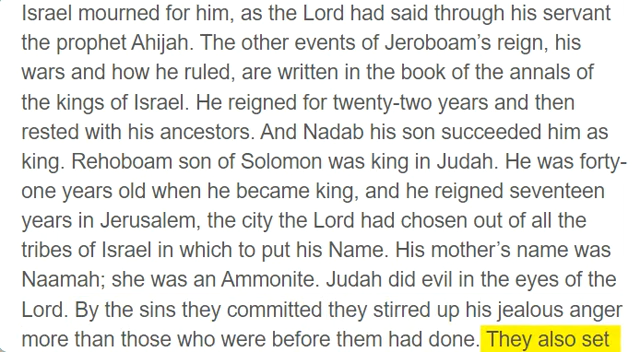 Israel mourned for him, as the Lord had said through his servant
the prophet Ahijah. The other events of Jeroboam’s reign, his
wars and how he ruled, are written in the book of the annals of
the kings of Israel. He reigned for twenty-two years and then
rested with his ancestors. And Nadab his son succeeded him as
king. Rehoboam son of Solomon was king in Judah. He was forty-
one years old when he became king, and he reigned seventeen
years in Jerusalem, the city the Lord had chosen out of all the
tribes of Israel in which to put his Name. His mother’s name was
Naamah; she was an Ammonite. Judah did evil in the eyes of the
Lord. By the sins they committed they stirred up his jealous anger
more than those who were before them had done. They also set